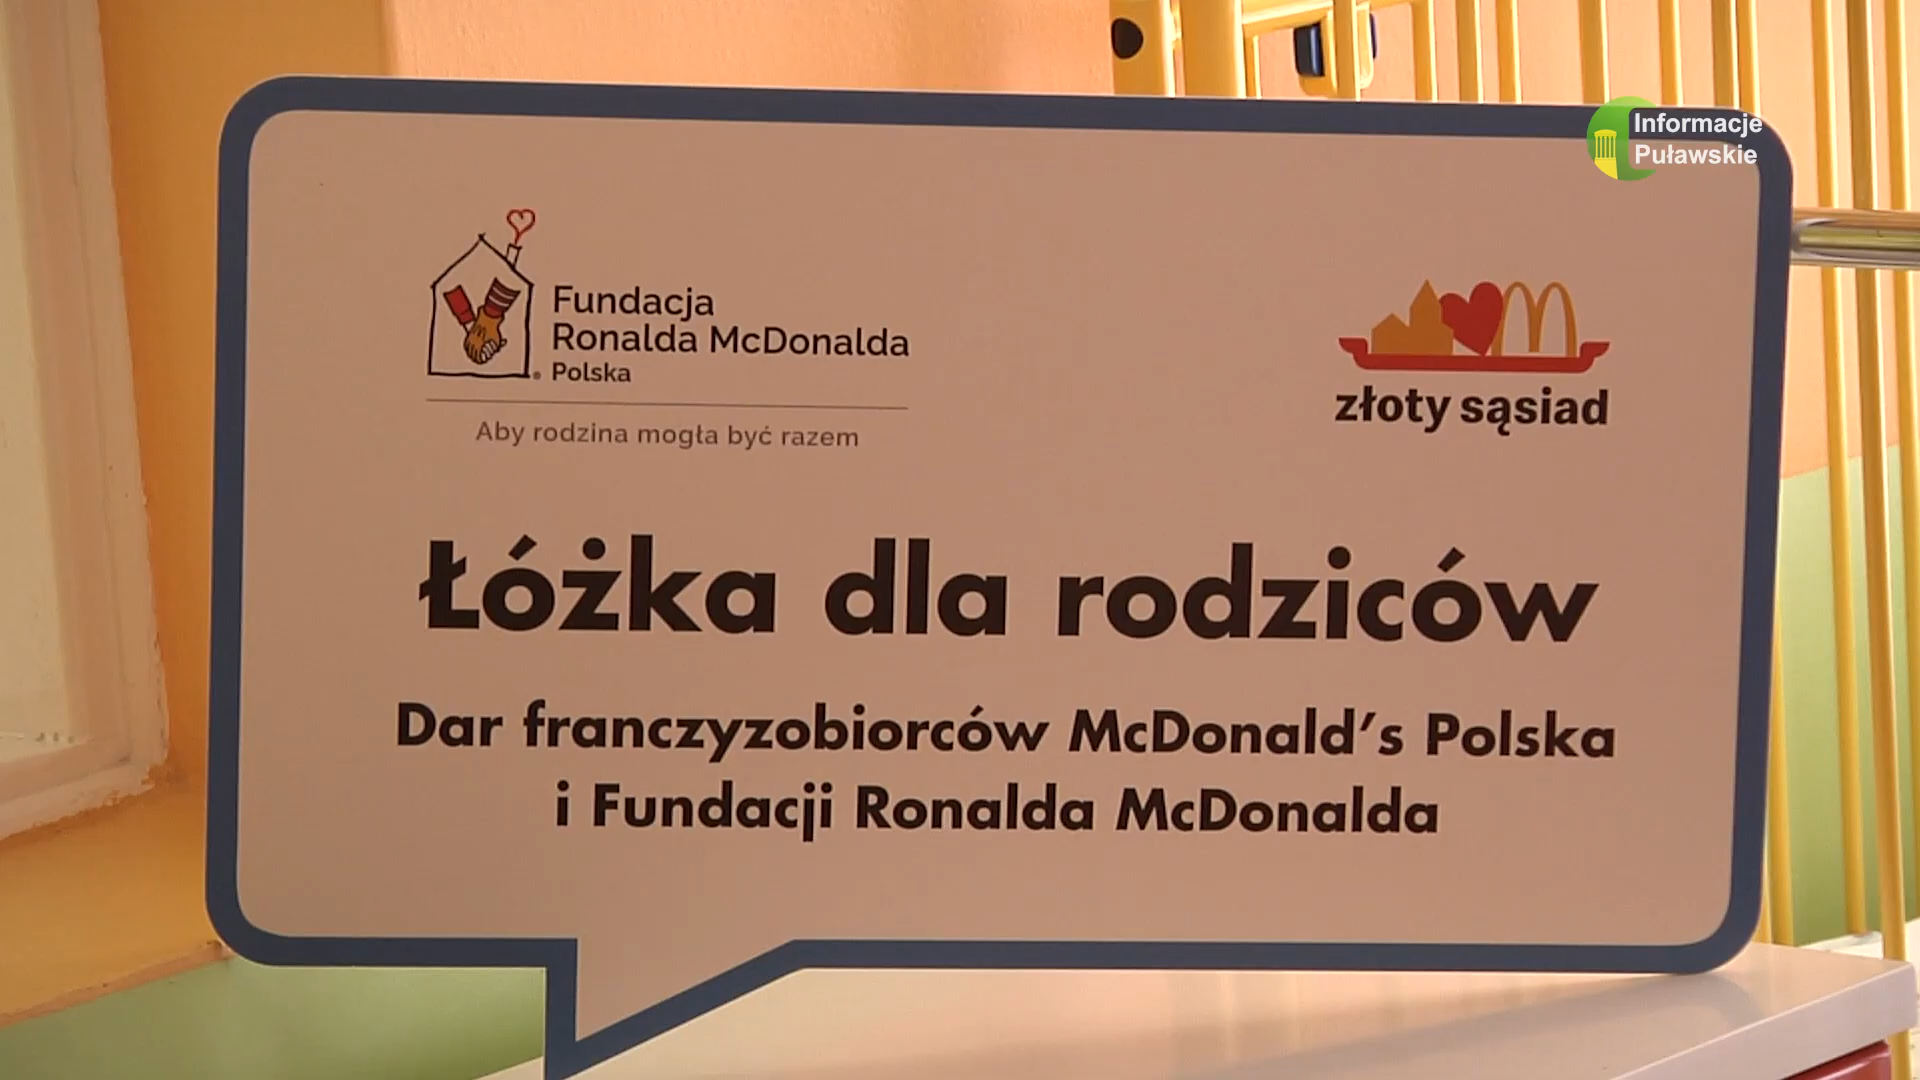 Informacje
Puławskie
Fundacja
Ronalda McDonalda
Polska
Aby rodzina mogła być razem
złoty sąsiad
Łóżka dla rodziców
Dar franczyzobiorców McDonald's Polska
i Fundacji Ronalda McDonalda